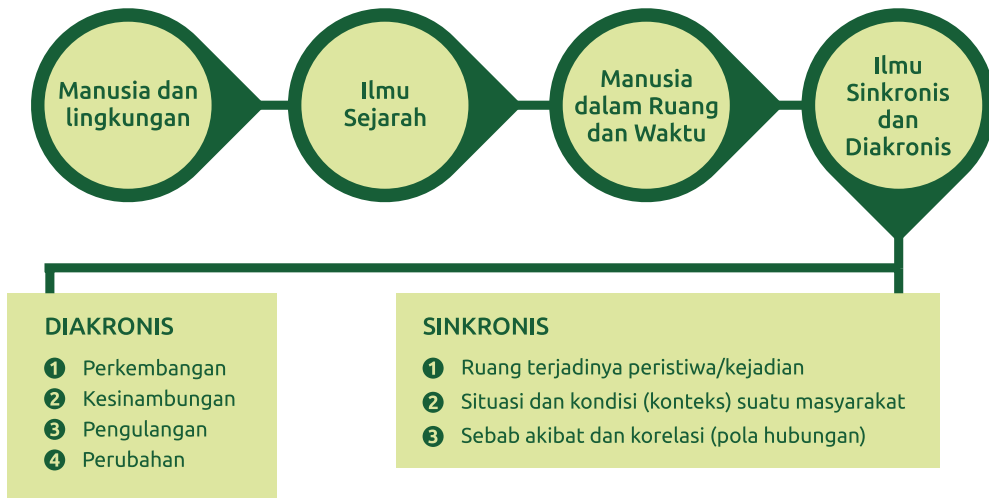 Manusia dan
lingkungan
Ilmu
Sejarah
Manusia
dalam Ruang
dan Waktu
Ilmu
Sinkronis
dan
Diakronis
DIAKRONIS
1 Perkembangan
2 Kesinambungan
3 Pengulangan
4 Perubahan
SINKRONIS
1 Ruang terjadinya peristiwa/kejadian
2 Situasi dan kondisi (konteks) suatu masyarakat
3 Sebab akibat dan korelasi (pola hubungan)